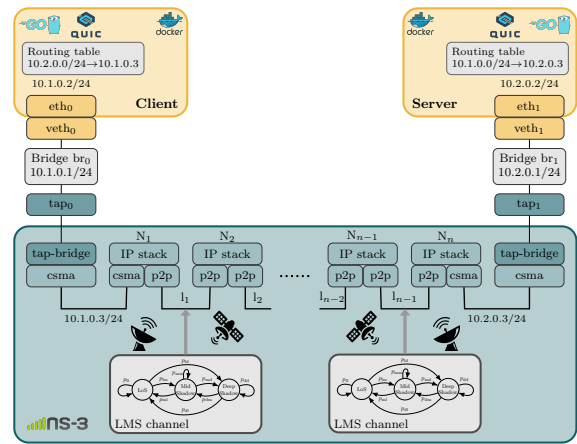 GO
QUIC
docker
Routing table
10.2.0.0/24→10.1.0.3
10.1.0.2/24
eth0
Client
veth0
Bridge br0
10.1.0.1/24
tap0
GO
QUIC
docker
Routing table
10.1.0.0/24→10.2.0.3
10.2.0.2/24
eth1
Server
veth1
Bridge br1
10.2.0.1/24
tap1
tap-bridge
csma
N1
IP stack
csma p2p
N2
IP stack
p2p p2p
......
Nn−1
IP stack
p2p p2p
Nn
IP stack
p2p csma
tap-bridge
csma
l1
l2
ln−2
ln−1
10.1.0.3/24
10.2.0.3/24
LoS
Mid
Shadow
Deep
Shadow
LMS channel
LoS
Mid
Shadow
Deep
Shadow
LMS channel
NS-3